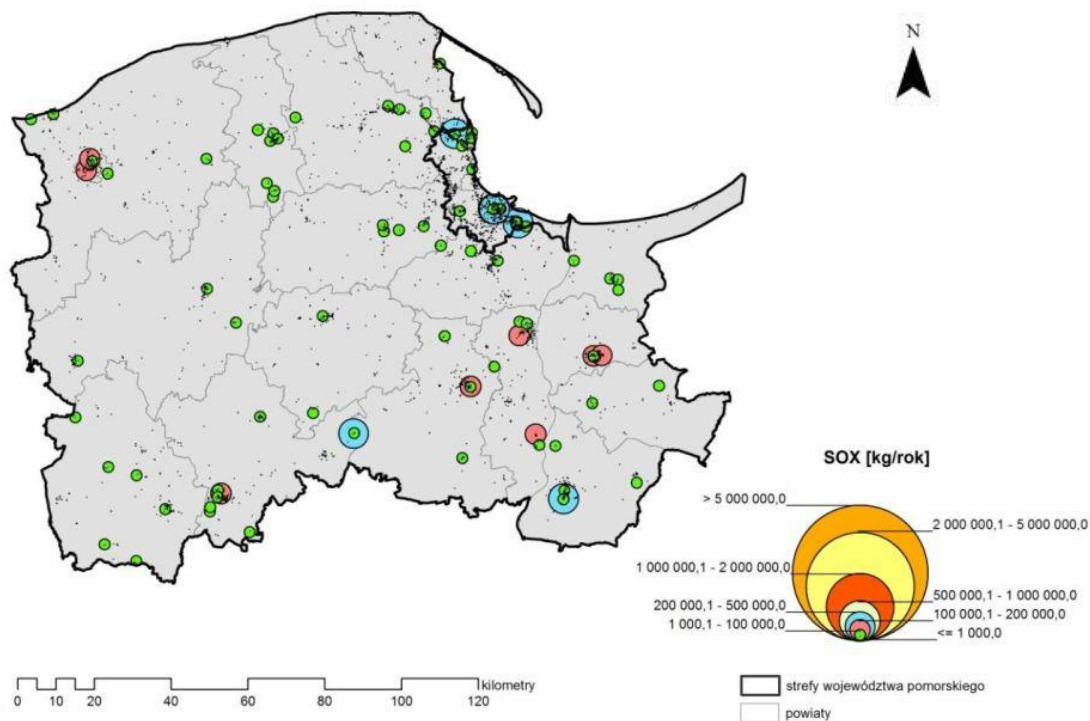 N
SOX [kg/rok]
> 5 000 000,0
2 000 000,1 - 5 000 000,0
1 000 000,1 - 2 000 000,0
500 000,1 - 1 000 000,0
200 000,1 - 500 000,0
100 000,1 - 200 000,0
1 000,1 - 100 000,0
<= 1 000,0
kilometry
0 10 20 40 60 80 100 120
strefy województwa pomorskiego
powiaty